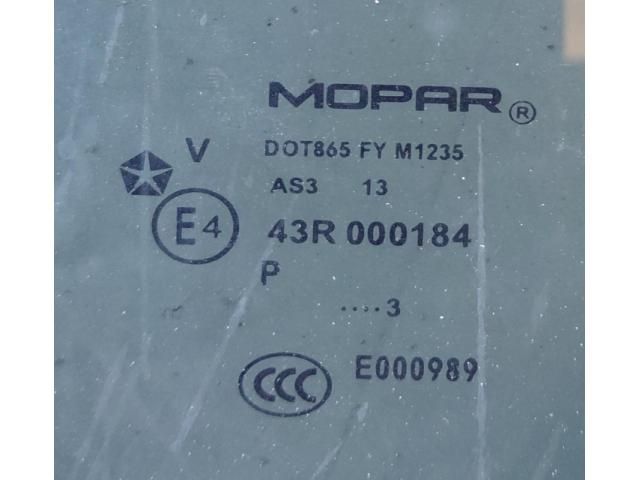 MOPAR®
V DOT865 FY M1235
AS3 13
E4 43R 000184
P
....3
CCC E000989